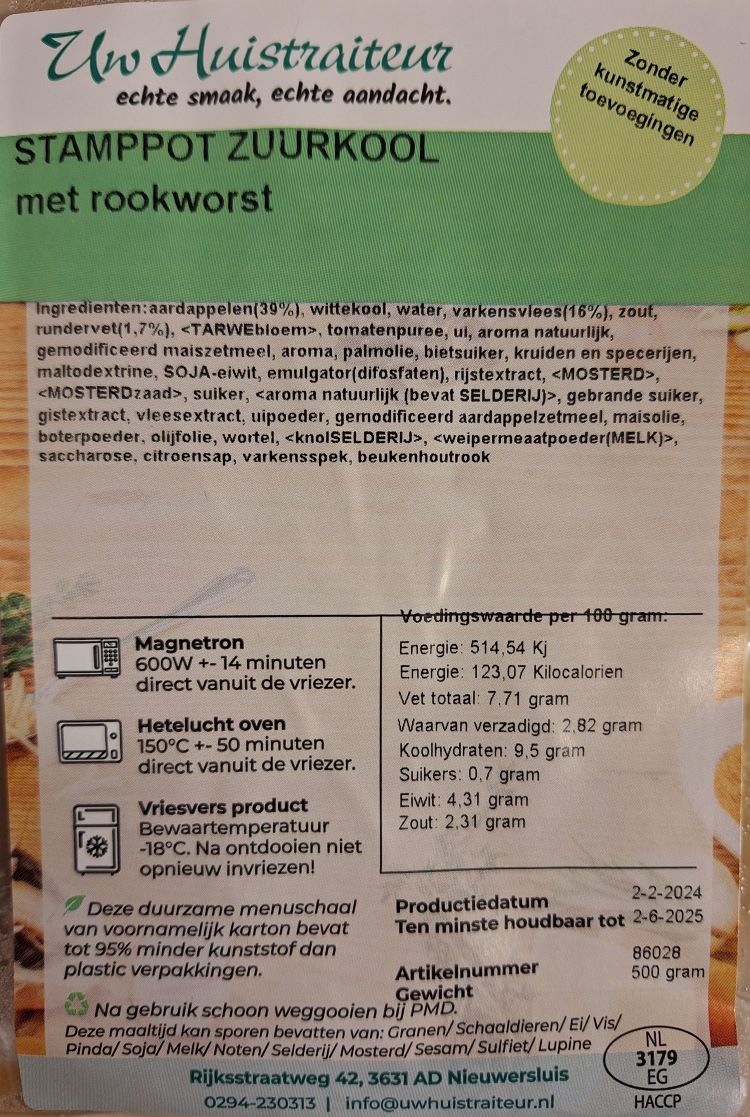 Uw Huistraiteur
echte smaak, echte aandacht.
Zonder
kunstmatige
toevoegingen
STAMPPOT ZUURKOOL
met rookworst
Ingredienten:aardappelen(39%), wittekool, water, varkensvlees(16%), zout,
rundervet(1,7%), <TARWEbloem>, tomatenpuree, ui, aroma natuurlijk,
gemodificeerd maiszetmeel, aroma, palmolie, bietsuiker, kruiden en specerijen,
maltodextrine, SOJA-eiwit, emulgator(difosfaten), rijstextract, <MOSTERD>,
<MOSTERDzaad>, suiker, <aroma natuurlijk (bevat SELDERIJ)>, gebrande suiker,
gistextract, vleesextract, uipoeder, gemodificeerd aardappelzetmeel, maisolie,
boterpoeder, olijfolie, wortel, <knolSELDERIJ>, <weipermeaatpoeder(MELK)>,
saccharose, citroensap, varkensspek, beukenhoutrook
Magnetron
600W +- 14 minuten
direct vanuit de vriezer.
Hetelucht oven
150°C +- 50 minuten
direct vanuit de vriezer.
Vriesvers product
Bewaartemperatuur
-18°C. Na ontdooien niet
opnieuw invriezen!
Voedingswaarde per 100 gram:
Energie: 514,54 Kj
Energie: 123,07 Kilocalorien
Vet totaal: 7,71 gram
Waarvan verzadigd: 2,82 gram
Koolhydraten: 9,5 gram
Suikers: 0,7 gram
Eiwit: 4,31 gram
Zout: 2,31 gram
Deze duurzame menuschaal
van voornamelijk karton bevat
tot 95% minder kunststof dan
plastic verpakkingen.
Productiedatum 2-2-2024
Ten minste houdbaar tot 2-6-2025
Artikelnummer 86028
Gewicht 500 gram
Na gebruik schoon weggooien bij PMD.
Deze maaltijd kan sporen bevatten van: Granen/ Schaaldieren/ Ei/ Vis/
Pinda/ Soja/ Melk/ Noten/ Selderij/ Mosterd/ Sesam/ Sulfiet/ Lupine
NL
3179
EG
HACCP
Rijksstraatweg 42, 3631 AD Nieuwersluis
0294-230313 | info@uwhuistraiteur.nl